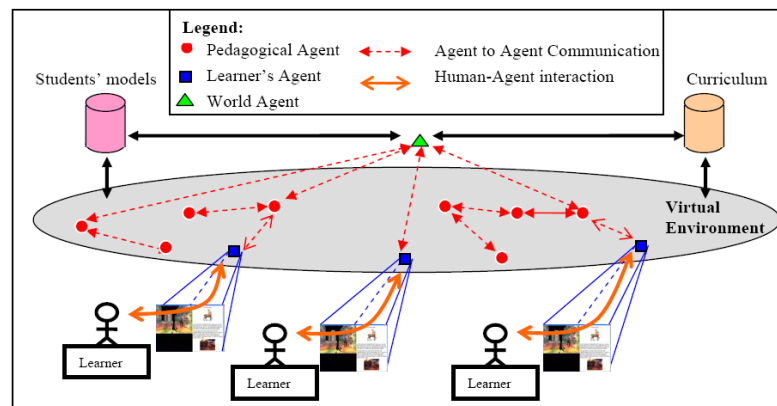 Legend:
Pedagogical Agent
Agent to Agent Communication
Students’ models
Learner’s Agent
Human-Agent interaction
Curriculum
World Agent
Virtual
Environment
Learner
Learner
Learner